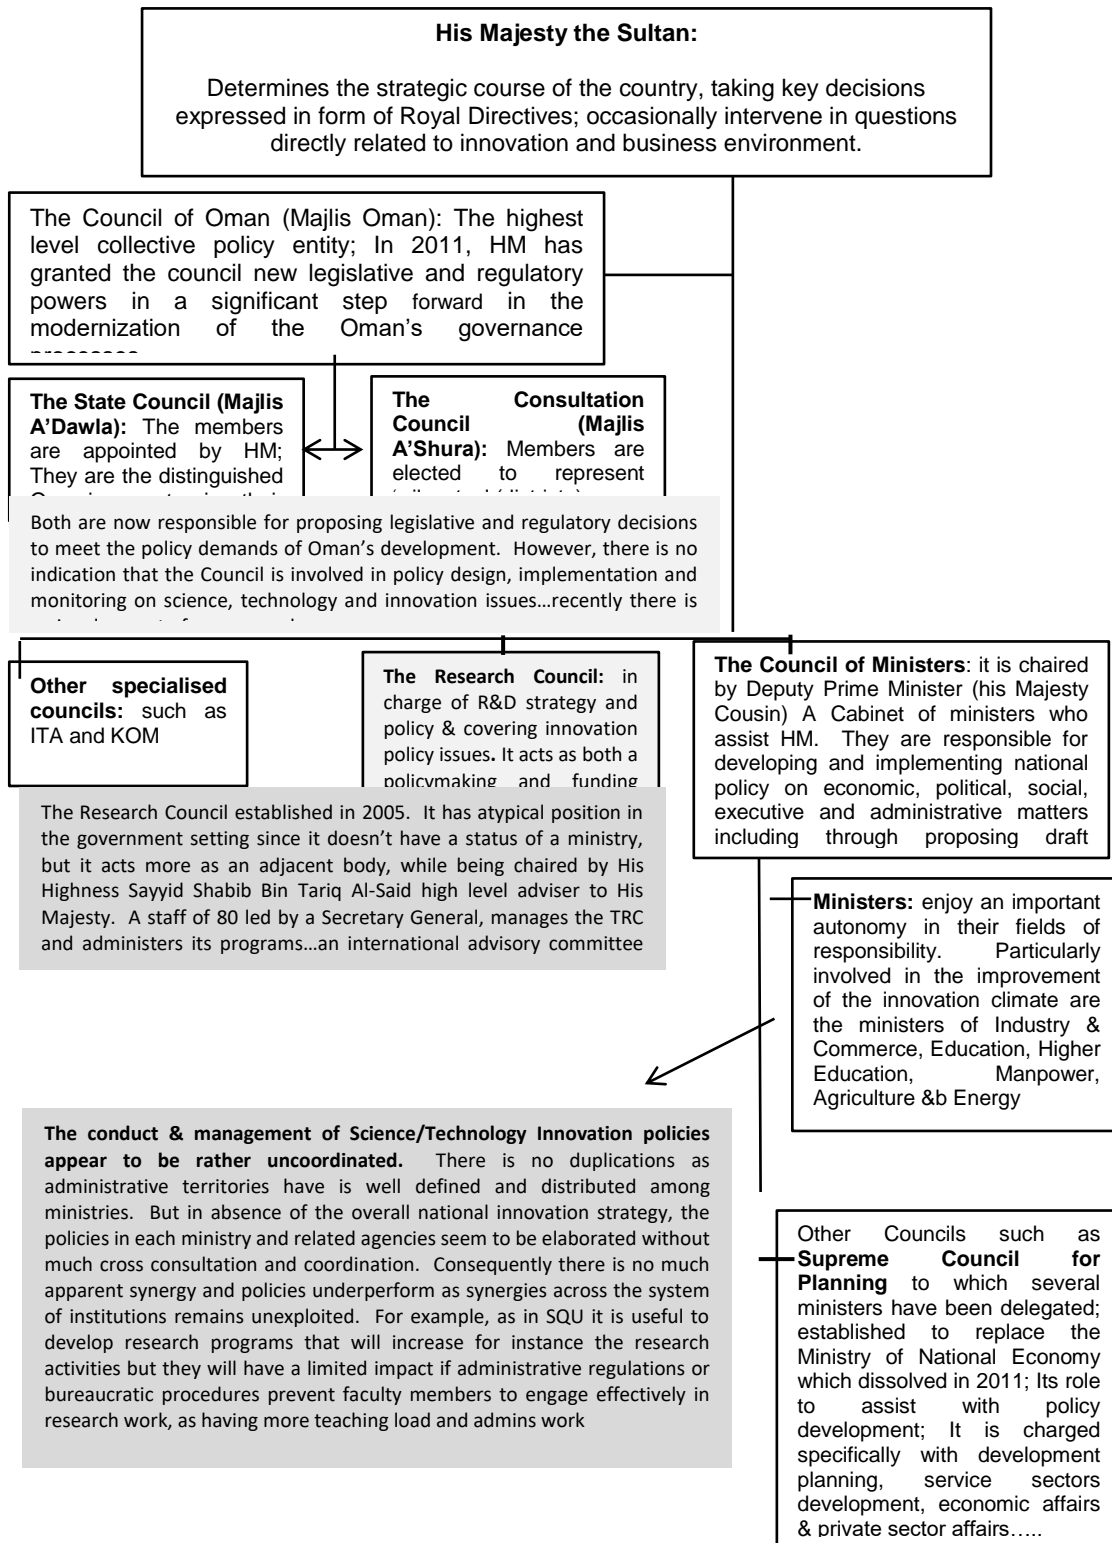 His Majesty the Sultan:
Determines the strategic course of the country, taking key decisions
expressed in form of Royal Directives; occasionally intervene in questions
directly related to innovation and business environment.
The Council of Oman (Majlis Oman): The highest
level collective policy entity; In 2011, HM has
granted the council new legislative and regulatory
powers in a significant step forward in the
modernization of the Oman’s governance
The State Council (Majlis
A’Dawla): The members
are appointed by HM;
They are the distinguished
The Consultation
Council (Majlis
A’Shura): Members are
elected to represent
Both are now responsible for proposing legislative and regulatory decisions
to meet the policy demands of Oman’s development. However, there is no
indication that the Council is involved in policy design, implementation and
monitoring on science, technology and innovation issues…recently there is
Other specialised
councils: such as
ITA and KOM
The Research Council: in
charge of R&D strategy and
policy & covering innovation
policy issues. It acts as both a
policymaking and funding
The Council of Ministers: it is chaired
by Deputy Prime Minister (his Majesty
Cousin) A Cabinet of ministers who
assist HM. They are responsible for
developing and implementing national
policy on economic, political, social,
executive and administrative matters
including through proposing draft
The Research Council established in 2005. It has atypical position in
the government setting since it doesn’t have a status of a ministry,
but it acts more as an adjacent body, while being chaired by His
Highness Sayyid Shabib Bin Tariq Al-Said high level adviser to His
Majesty. A staff of 80 led by a Secretary General, manages the TRC
and administers its programs…an international advisory committee
Ministers: enjoy an important
autonomy in their fields of
responsibility. Particularly
involved in the improvement
of the innovation climate are
the ministers of Industry &
Commerce, Education, Higher
Education, Manpower,
Agriculture &b Energy
The conduct & management of Science/Technology Innovation policies
appear to be rather uncoordinated. There is no duplications as
administrative territories have is well defined and distributed among
ministries. But in absence of the overall national innovation strategy, the
policies in each ministry and related agencies seem to be elaborated without
much cross consultation and coordination. Consequently there is no much
apparent synergy and policies underperform as synergies across the system
of institutions remains unexploited. For example, as in SQU it is useful to
develop research programs that will increase for instance the research
activities but they will have a limited impact if administrative regulations or
bureaucratic procedures prevent faculty members to engage effectively in
research work, as having more teaching load and admins work
Other Councils such as
Supreme Council for
Planning to which several
ministers have been delegated;
established to replace the
Ministry of National Economy
which dissolved in 2011; Its role
to assist with policy
development; It is charged
specifically with development
planning, service sectors
development, economic affairs
& private sector affairs…..